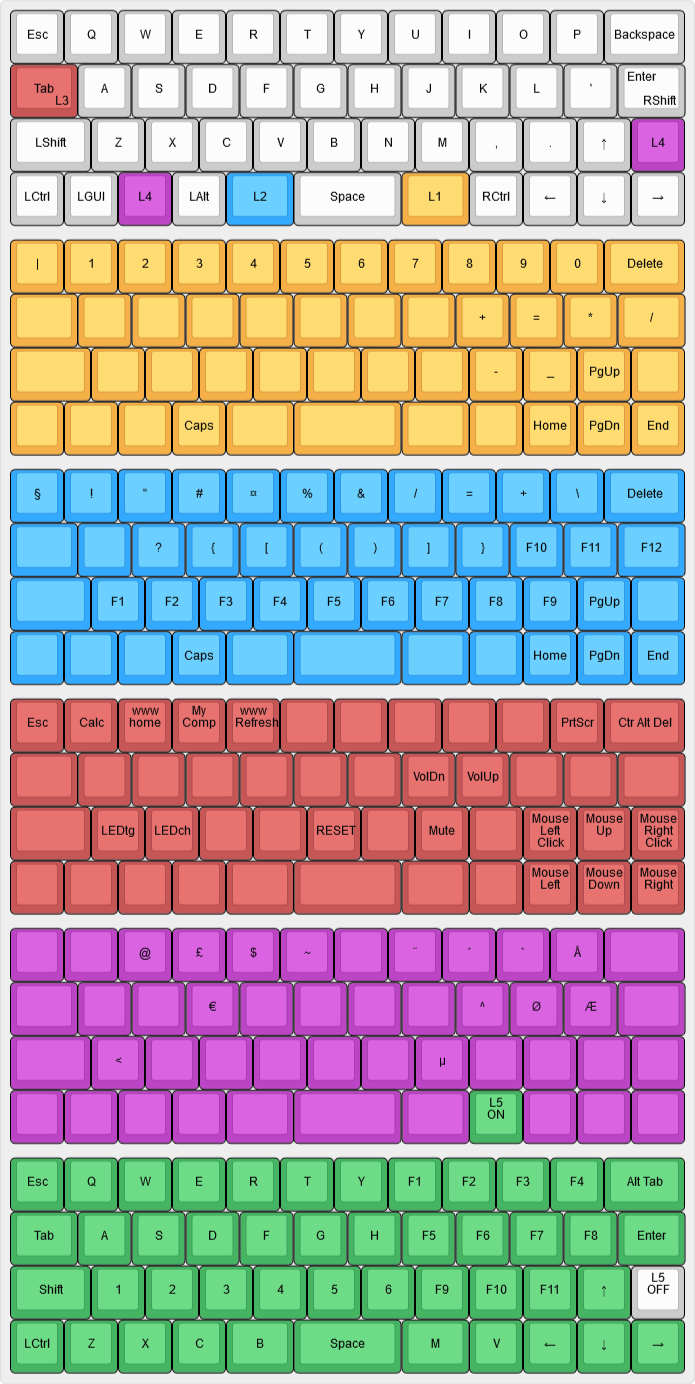 Esc Q W E R T Y U I O P Backspace
Tab L3 A S D F G H J K L ' Enter RShift
LShift Z X C V B N M , . ↑ L4
LCtrl LGUI L4 LAlt L2 Space L1 RCtrl ← ↓ →
| 1 2 3 4 5 6 7 8 9 0 Delete
+ = * /
- _ PgUp
Caps Home PgDn End
§ ! " # ¤ % & / = + \ Delete
? { [ ( ) ] } F10 F11 F12
F1 F2 F3 F4 F5 F6 F7 F8 F9 PgUp
Caps Home PgDn End
Esc Calc www home My Comp www Refresh PrtScr Ctr Alt Del
VolDn VolUp
LEDtg LEDch RESET Mute Mouse Left Click Mouse Up Mouse Right Click
Mouse Left Mouse Down Mouse Right
@ £ $ ~ ¨ ´ ` Å
€ ^ Ø Æ
< µ
L5 ON
Esc Q W E R T Y F1 F2 F3 F4 Alt Tab
Tab A S D F G H F5 F6 F7 F8 Enter
Shift 1 2 3 4 5 6 F9 F10 F11 ↑ L5 OFF
LCtrl Z X C B Space M V ← ↓ →